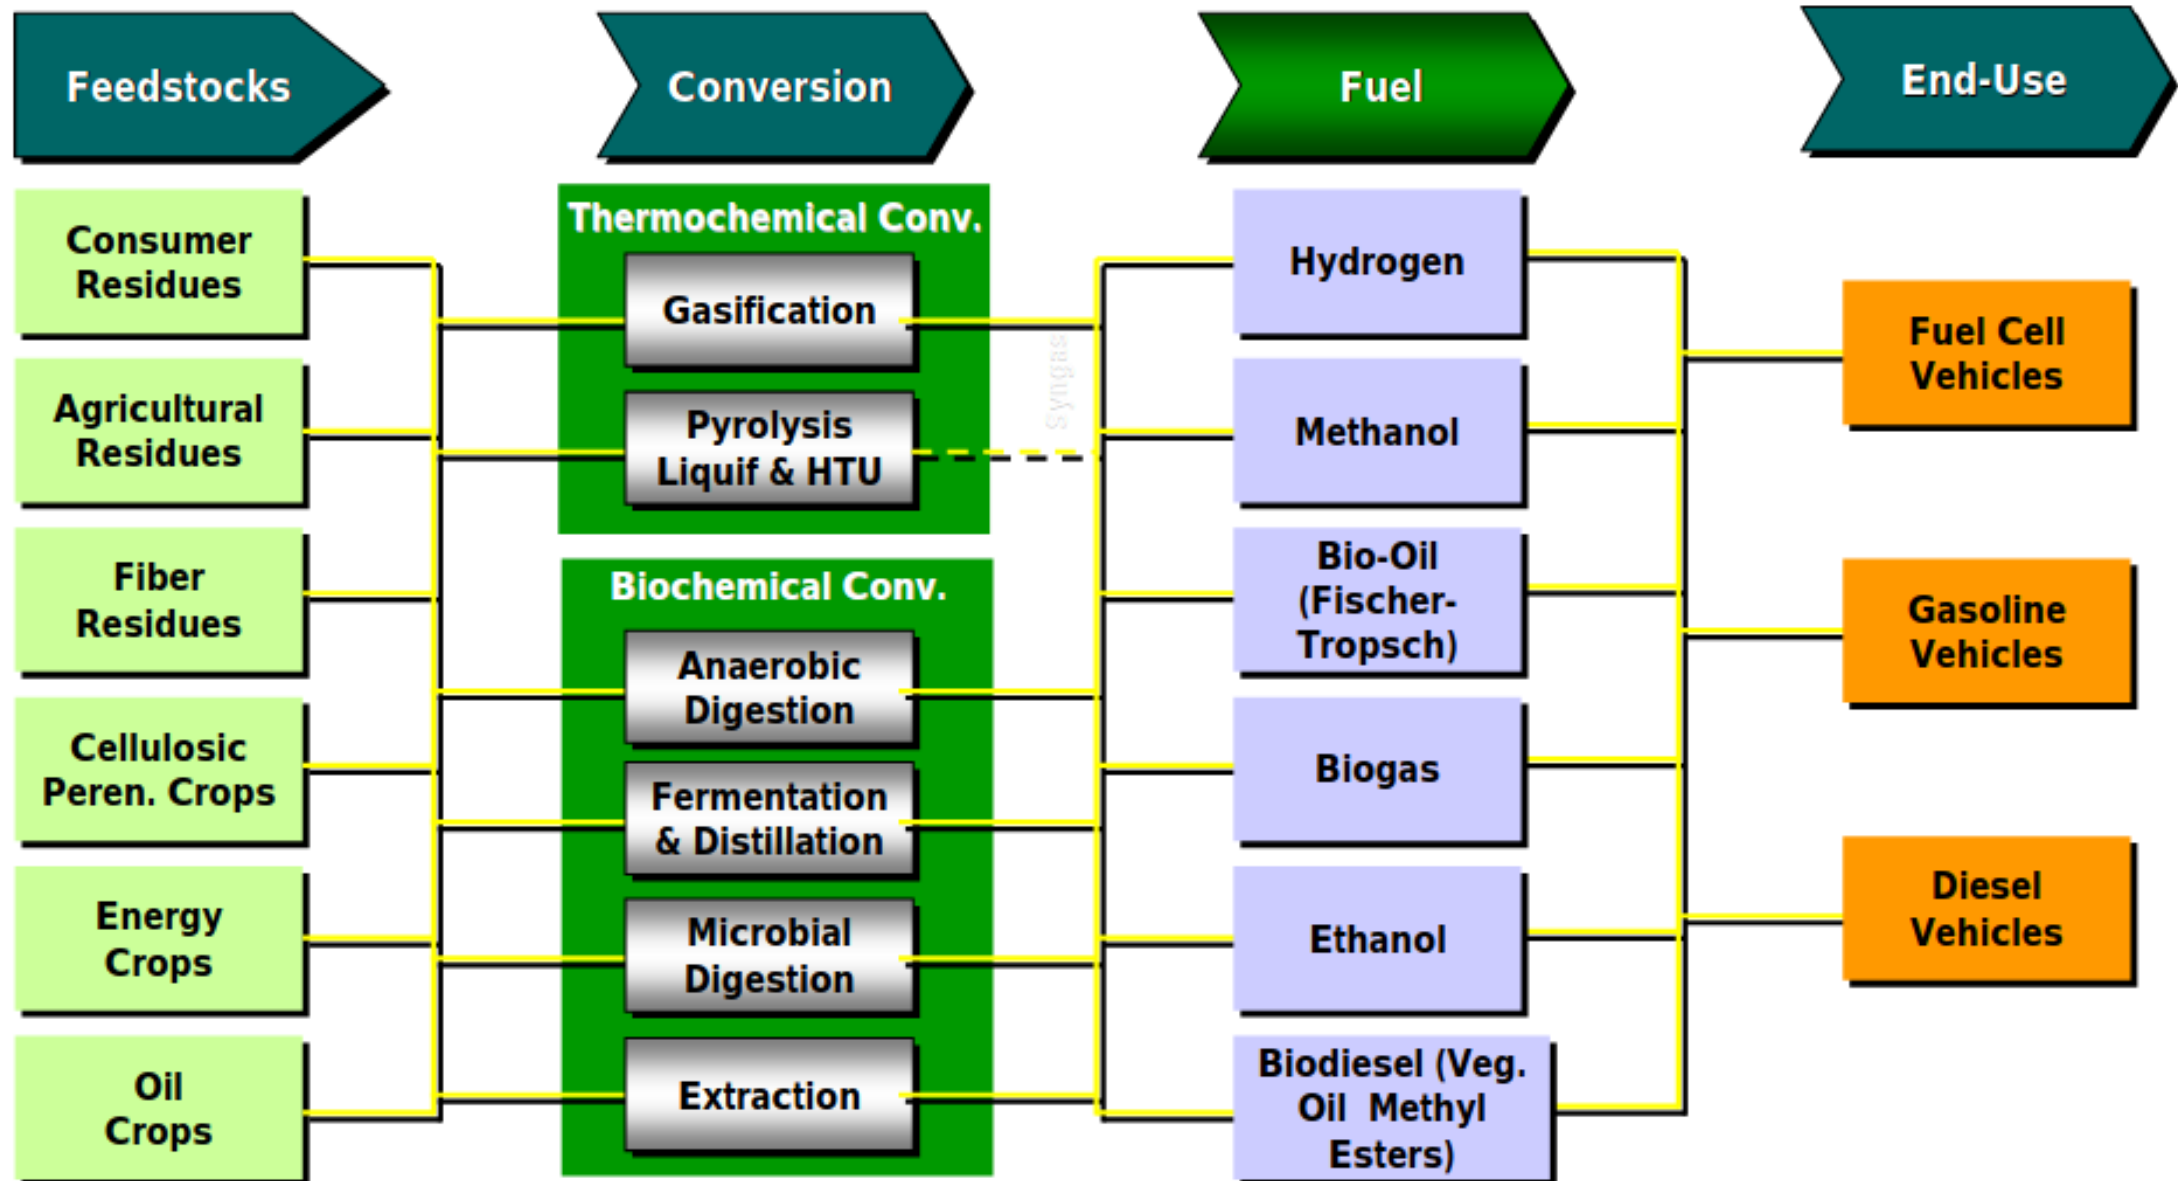 Feedstocks
Conversion
Fuel
End-Use
Consumer
Residues
Agricultural
Residues
Fiber
Residues
Cellulosic
Peren. Crops
Energy
Crops
Oil
Crops
Thermochemical Conv.
Gasification
Pyrolysis
Liquif & HTU
Biochemical Conv.
Anaerobic
Digestion
Fermentation
& Distillation
Microbial
Digestion
Extraction
Syngas
Hydrogen
Methanol
Bio-Oil
(Fischer-
Tropsch)
Biogas
Ethanol
Biodiesel (Veg.
Oil Methyl
Esters)
Fuel Cell
Vehicles
Gasoline
Vehicles
Diesel
Vehicles